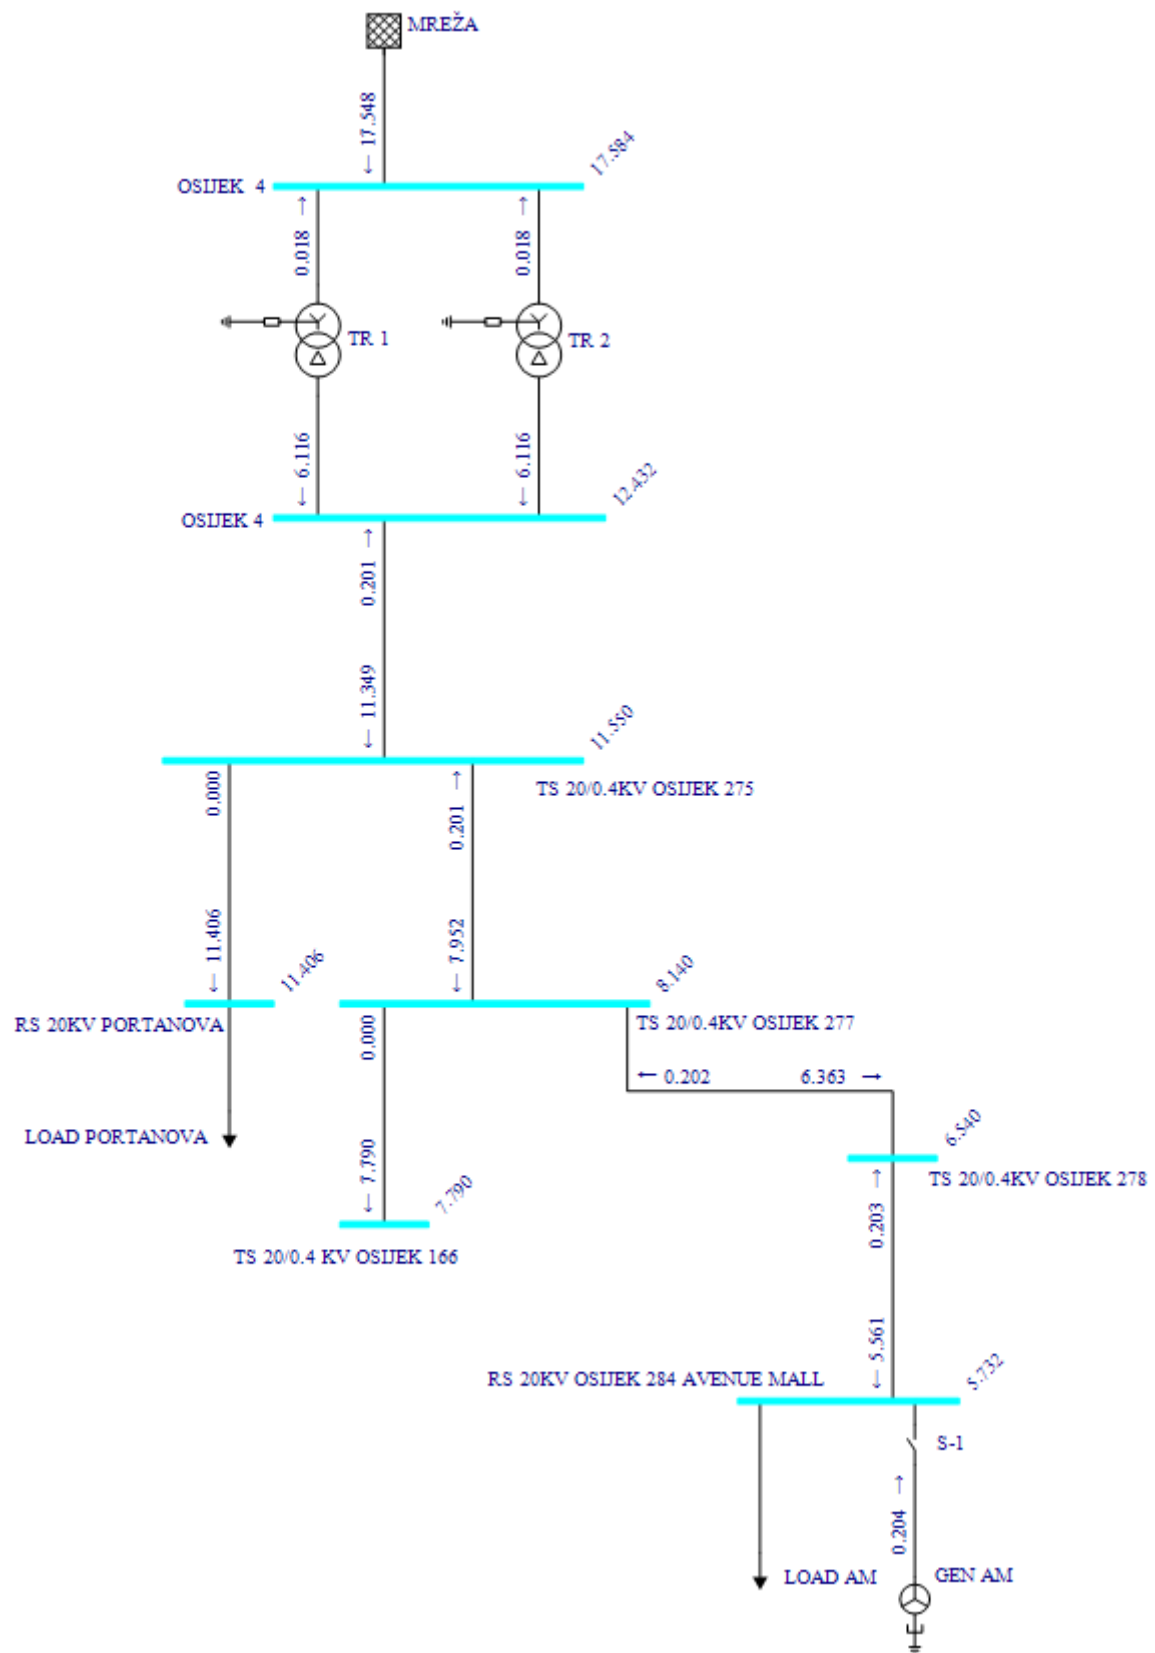 MREŽA
← 17.548
17.584
OSIJEK 4
0.018 →
0.018 →
TR 1
TR 2
← 6.116
← 6.116
12.432
OSIJEK 4
0.201 →
← 11.349
11.550
TS 20/0.4KV OSIJEK 275
0.000
0.201 →
← 11.406
← 7.952
11.406
8.140
RS 20KV PORTANOVA
TS 20/0.4KV OSIJEK 277
0.000
← 0.202
6.363 →
LOAD PORTANOVA
6.540
← 7.790
7.790
TS 20/0.4KV OSIJEK 278
0.203 →
TS 20/0.4 KV OSIJEK 166
← 5.561
5.732
RS 20KV OSIJEK 284 AVENUE MALL
S-1
0.204 →
LOAD AM
GEN AM